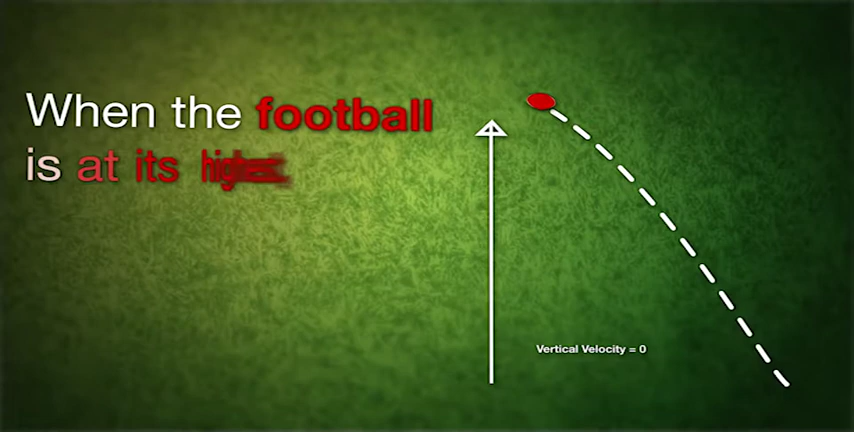 When the football
is at its
Vertical Velocity = 0